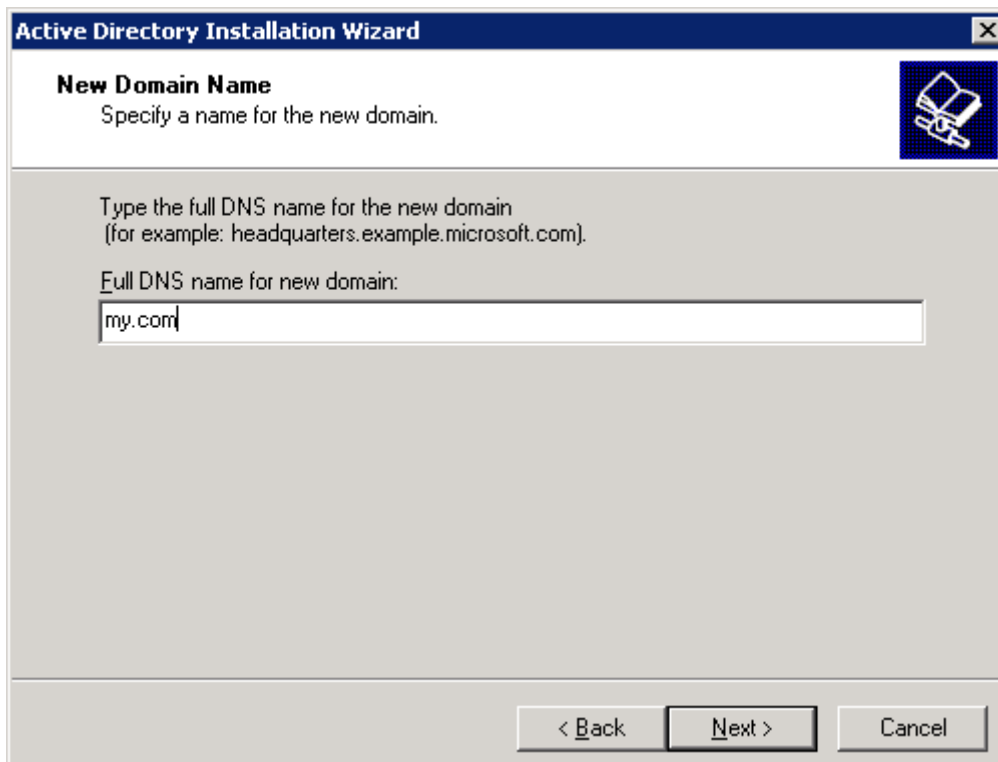 Active Directory Installation Wizard
New Domain Name
Specify a name for the new domain.
Type the full DNS name for the new domain
(for example: headquarters.example.microsoft.com).
Full DNS name for new domain:
my.com
< Back Next > Cancel